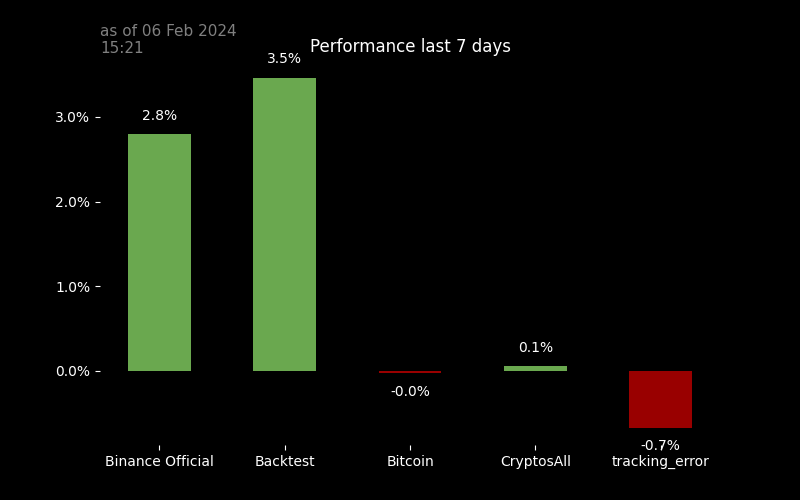 as of 06 Feb 2024
15:21
Performance last 7 days
3.5%
2.8%
3.0%
2.0%
1.0%
0.1%
0.0%
-0.0%
-0.7%
Binance Official
Backtest
Bitcoin
CryptosAll
tracking_error